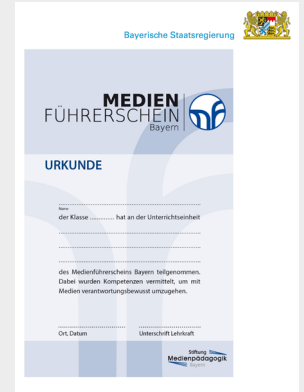 Bayerische Staatsregierung
MEDIEN
FÜHRERSCHEIN
Bayern
URKUNDE
Name
der Klasse ............. hat an der Unterrichtseinheit
des Medienführerscheins Bayern teilgenommen.
Dabei wurden Kompetenzen vermittelt, um mit
Medien verantwortungsbewusst umzugehen.
Ort, Datum Unterschrift Lehrkraft
Stiftung
Medienpädagogik
Bayern